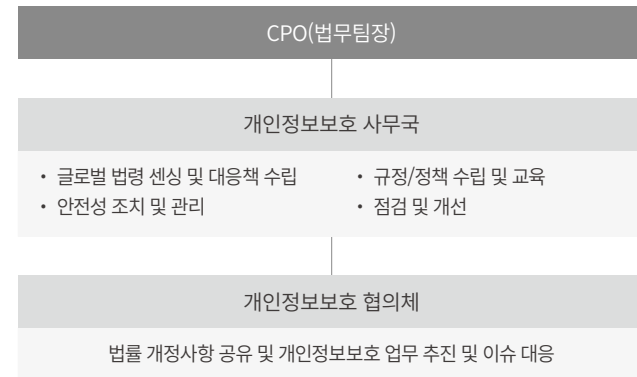 CPO(법무팀장)
개인정보보호 사무국
• 글로벌 법령 센싱 및 대응책 수립
• 규정/정책 수립 및 교육
• 안전성 조치 및 관리
• 점검 및 개선
개인정보보호 협의체
법률 개정사항 공유 및 개인정보보호 업무 추진 및 이슈 대응